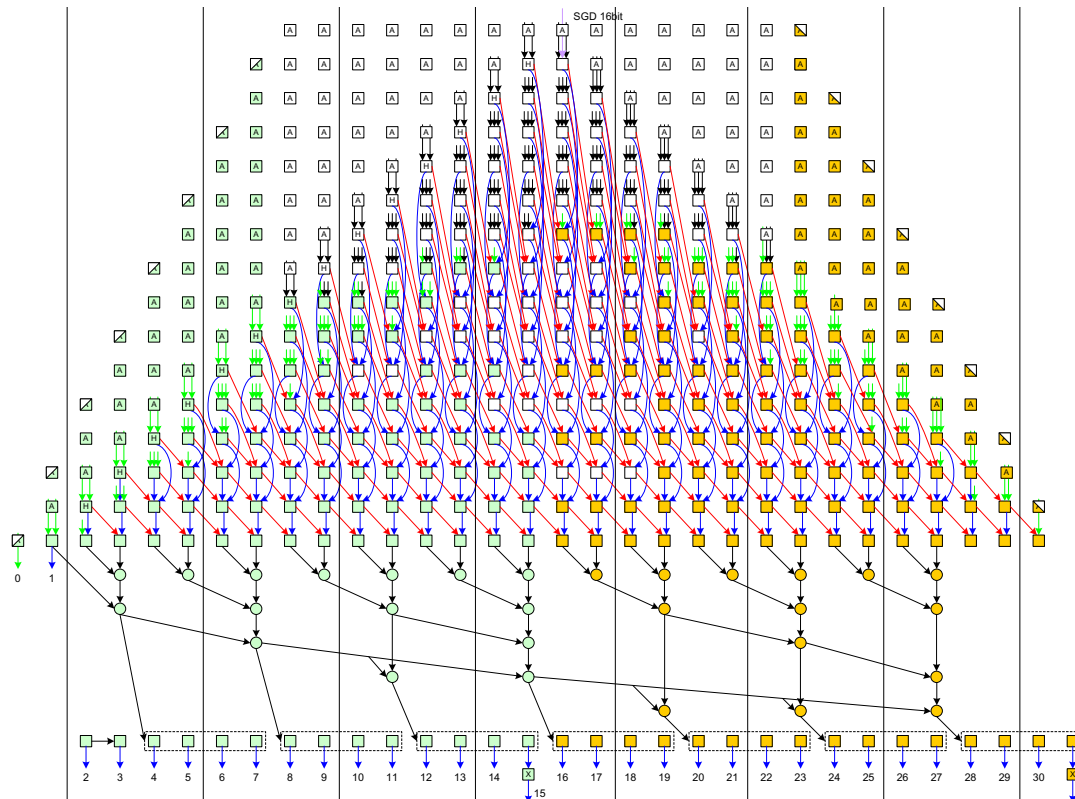 SGD 16bit
A A A A A A A A A A A A A A A
A A A A A A A H A A A A A A A
A A A A A A A H A A A A A A
A A A A A A H A A A A A A
A A A A A A H A A A A A
A A A A A H A A A A A
A A A A A H A A A A
A A A A H A A A A
A A A A H A A A
A A A H A A A
A A A H A A
A A H A A
A A H A
A H A
A H
0 1
X X
2 3 4 5 6 7 8 9 10 11 12 13 14 16 17 18 19 20 21 22 23 24 25 26 27 28 29 30
15